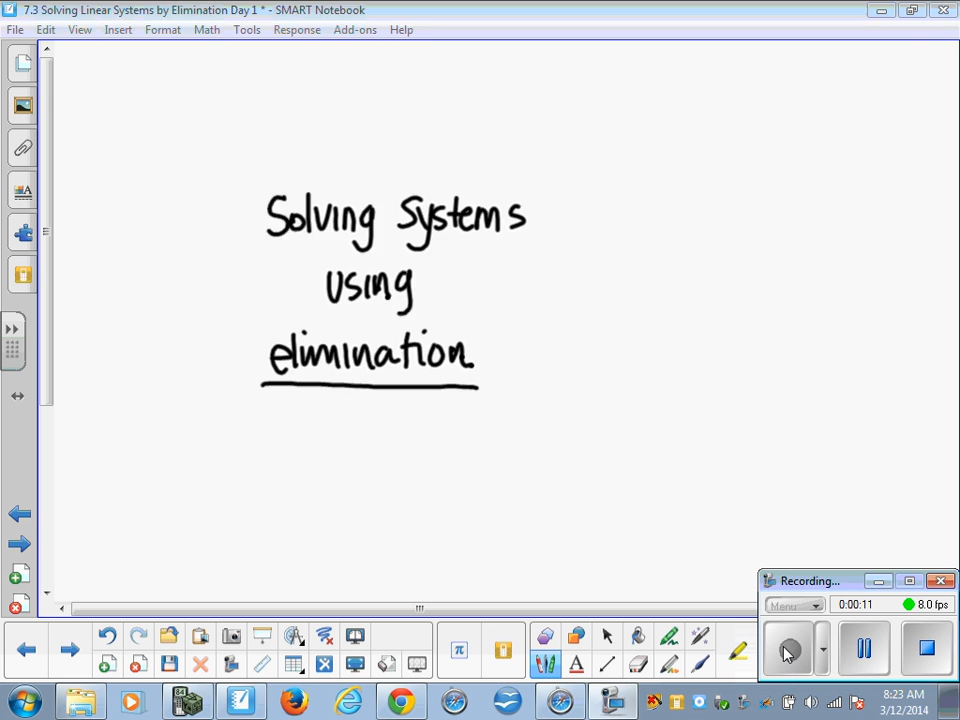 7.3 Solving Linear Systems by Elimination Day 1 * - SMART Notebook
File Edit View Insert Format Math Tools Response Add-ons Help
Solving Systems
using
elimination
Recording...
Menu 0:00:11 8.0 fps
8:23 AM
3/12/2014